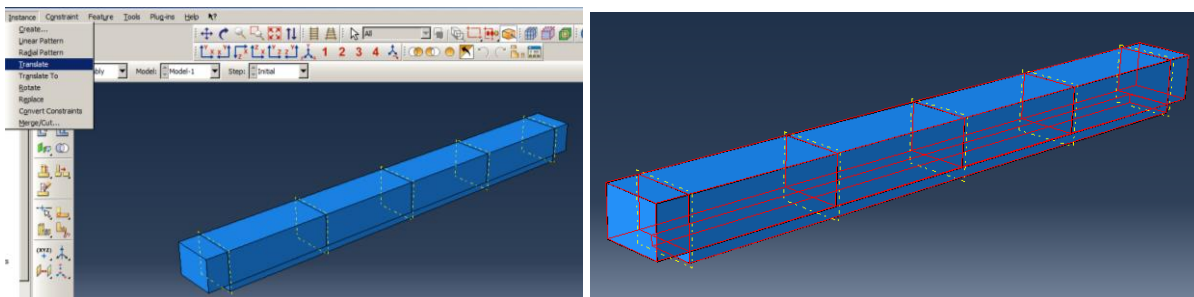 Instance Constraint Feature Tools Plug-ins Help
Create...
Linear Pattern
Radial Pattern
Translate
Translate To
Rotate
Replace
Convert Constraints
Merge/Cut...
All
1 2 3 4
Model: Model-1 Step: Initial
(XYZ)